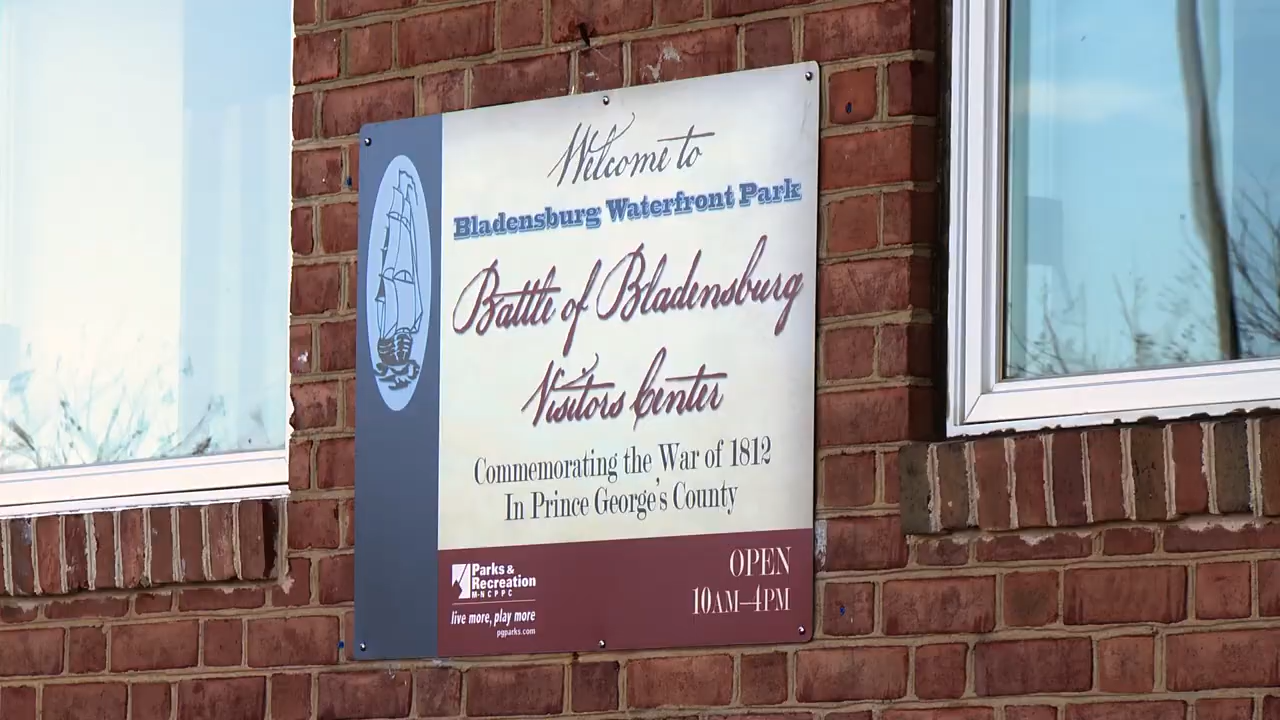 Welcome to
Bladensburg Waterfront Park
Battle of Bladensburg
Visitors Center
Commemorating the War of 1812
In Prince George's County
Parks &
Recreation
M-NCPPC
live more, play more
pgparks.com
OPEN
10AM–4PM